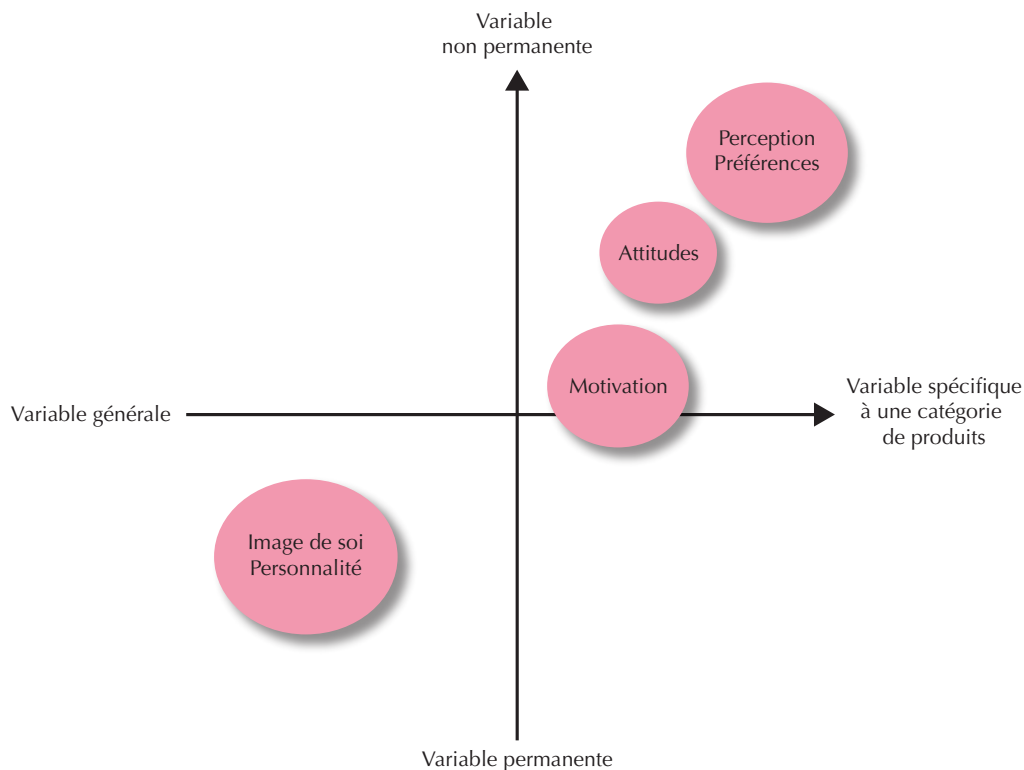 Variable
non permanente
Perception
Préférences
Attitudes
Motivation
Variable générale
Variable spécifique
à une catégorie
de produits
Image de soi
Personnalité
Variable permanente